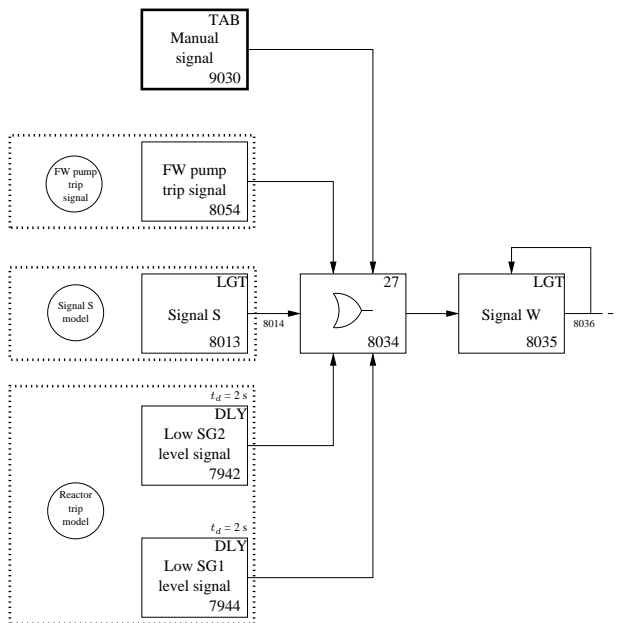 TAB
Manual
signal
9030
FW pump
trip
signal
FW pump
trip signal
8054
Signal S
model
LGT
Signal S
8013
8014
27
8034
LGT
Signal W
8035
8036
Reactor
trip
model
t_d = 2 s
DLY
Low SG2
level signal
7942
t_d = 2 s
DLY
Low SG1
level signal
7944